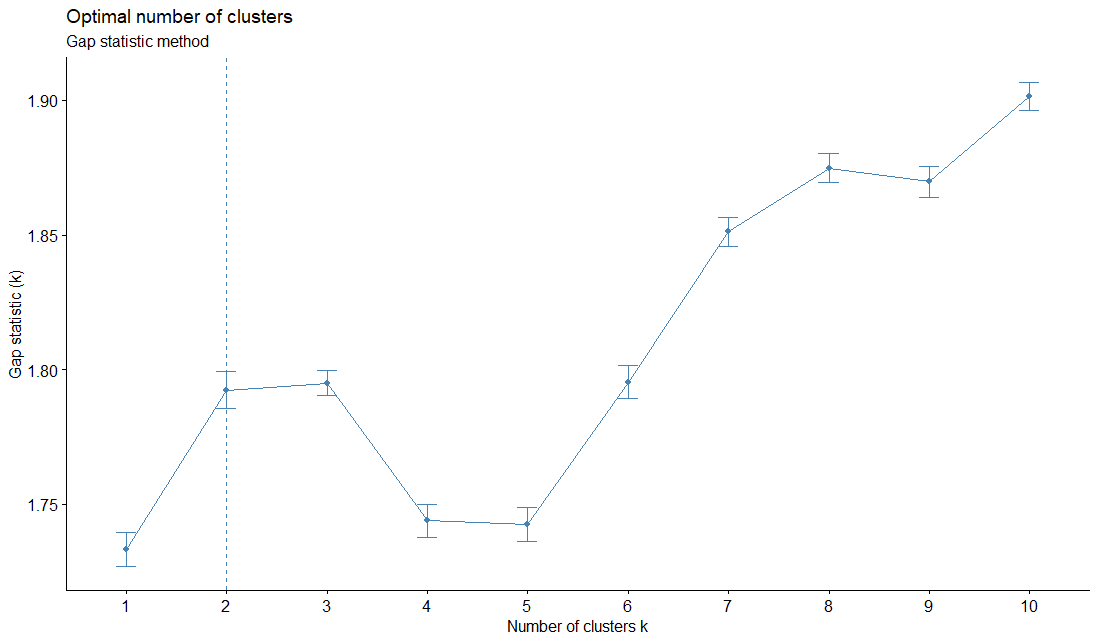 Optimal number of clusters
Gap statistic method
Gap statistic (k)
1.90
1.85
1.80
1.75
1 2 3 4 5 6 7 8 9 10
Number of clusters k